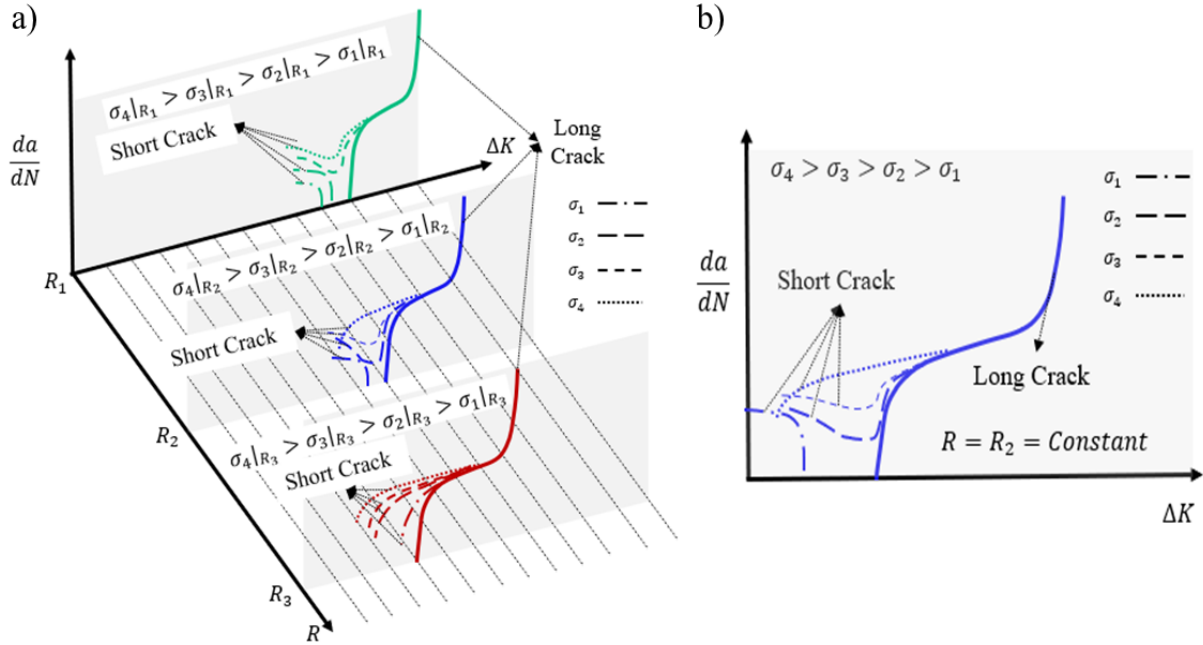 a)
σ₄|R₁ > σ₃|R₁ > σ₂|R₁ > σ₁|R₁
Short Crack
da
dN
ΔK
Long
Crack
R₁
σ₄|R₂ > σ₃|R₂ > σ₂|R₂ > σ₁|R₂
Short Crack
σ₁
σ₂
σ₃
σ₄
R₂
σ₄|R₃ > σ₃|R₃ > σ₂|R₃ > σ₁|R₃
Short Crack
R₃
R
b)
σ₄ > σ₃ > σ₂ > σ₁
σ₁
σ₂
σ₃
σ₄
da
dN
Short Crack
Long Crack
R = R₂ = Constant
ΔK